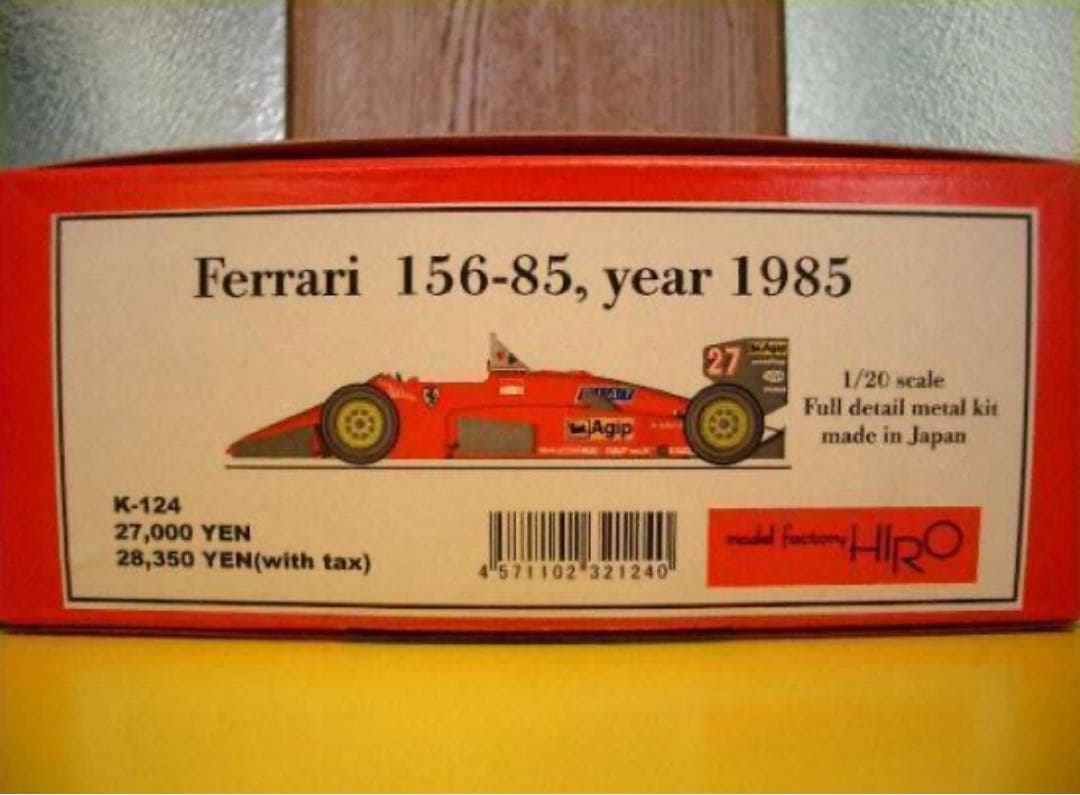 Ferrari 156-85, year 1985
27
Agip
Agip
1/20 scale
Full detail metal kit
made in Japan
K-124
27,000 YEN
28,350 YEN(with tax)
4 571102 321240
model factory HIRO